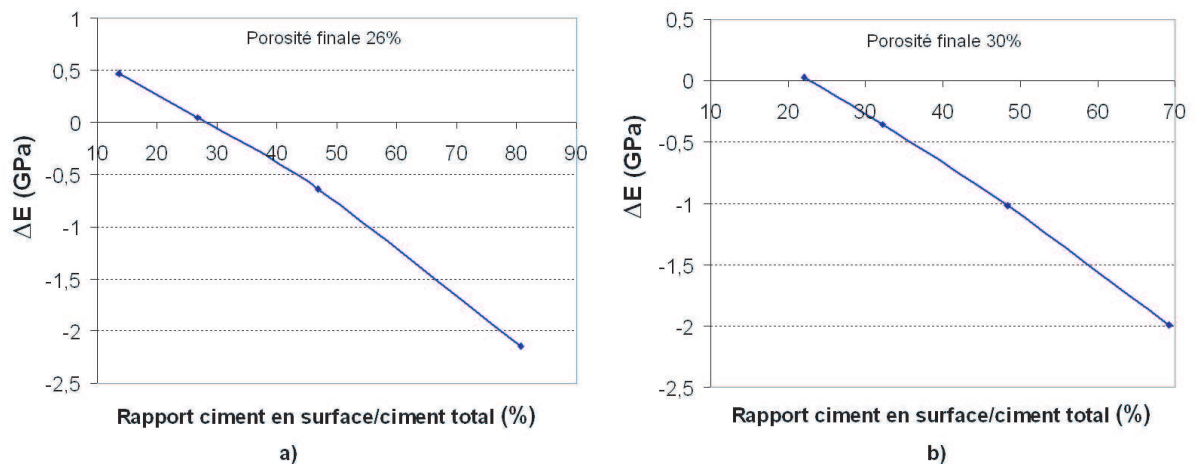 Porosité finale 26%
1
0,5
0
-0,5
-1
-1,5
-2
-2,5
10 20 30 40 50 60 70 80 90
ΔE (GPa)
Rapport ciment en surface/ciment total (%)
a)
Porosité finale 30%
0,5
0
-0,5
-1
-1,5
-2
-2,5
10 20 30 40 50 60 70
ΔE (GPa)
Rapport ciment en surface/ciment total (%)
b)